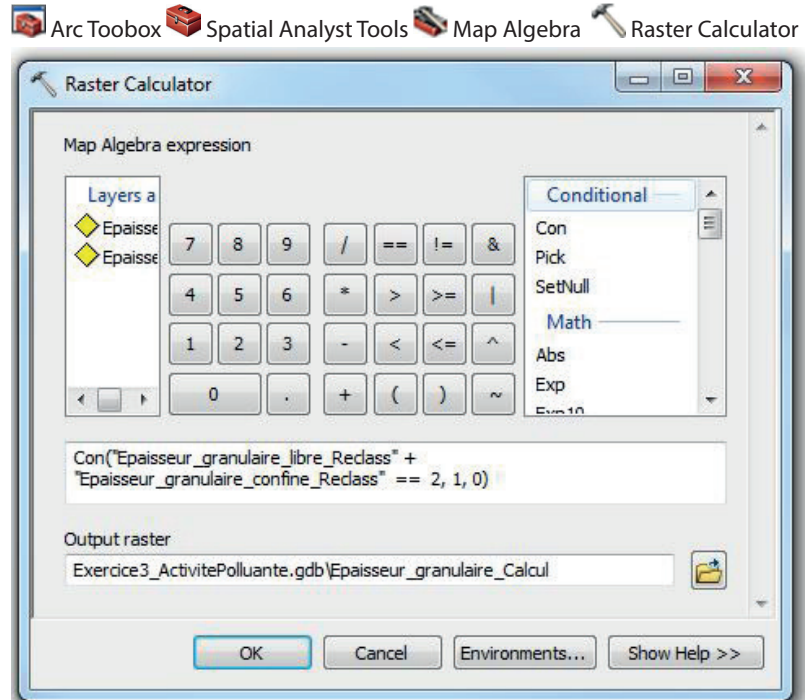 Arc Toobox Spatial Analyst Tools Map Algebra Raster Calculator
Raster Calculator
Map Algebra expression
Layers a
Epaisse
Epaisse
7 8 9 / == != &
4 5 6 * > >= |
1 2 3 - < <= ^
0 . + ( ) ~
Conditional
Con
Pick
SetNull
Math
Abs
Exp
Exp10
Con("Epaisseur_granulaire_libre_Reclass" +
"Epaisseur_granulaire_confine_Reclass" == 2, 1, 0)
Output raster
Exercice3_ActivitePolluante.gdb\Epaisseur_granulaire_Calcul
OK Cancel Environments... Show Help >>